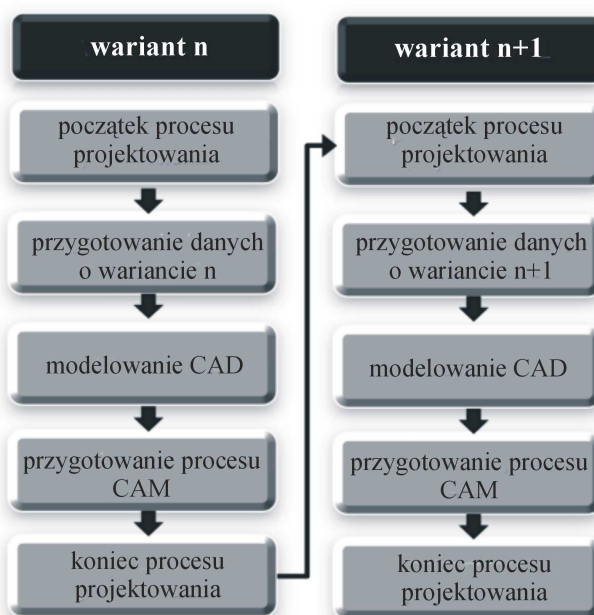 wariant n
początek procesu
projektowania
przygotowanie danych
o wariancie n
modelowanie CAD
przygotowanie procesu
CAM
koniec procesu
projektowania
wariant n+1
początek procesu
projektowania
przygotowanie danych
o wariancie n+1
modelowanie CAD
przygotowanie procesu
CAM
koniec procesu
projektowania